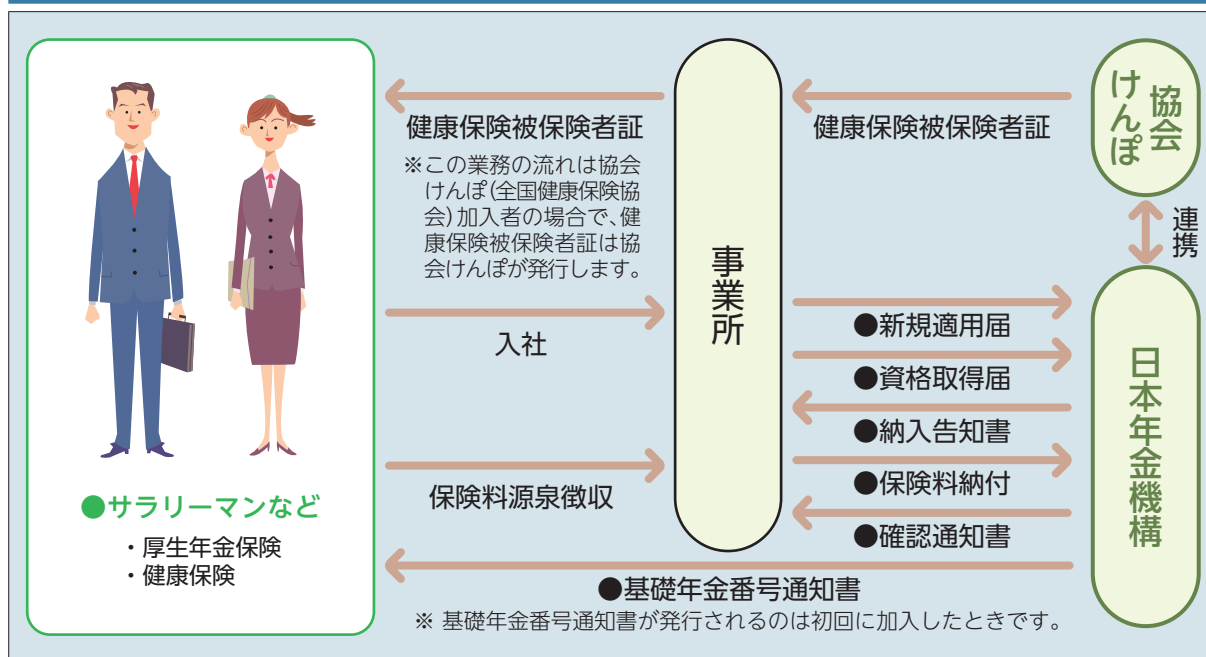 健康保険被保険者証
※この業務の流れは協会
けんぽ(全国健康保険協
会)加入者の場合で、健
康保険被保険者証は協
会けんぽが発行します。
入社
保険料源泉徴収
●サラリーマンなど
・厚生年金保険
・健康保険
事業所
健康保険被保険者証
協会
けんぽ
連携
●新規適用届
●資格取得届
●納入告知書
●保険料納付
●確認通知書
日本年金機構
●基礎年金番号通知書
※ 基礎年金番号通知書が発行されるのは初回に加入したときです。